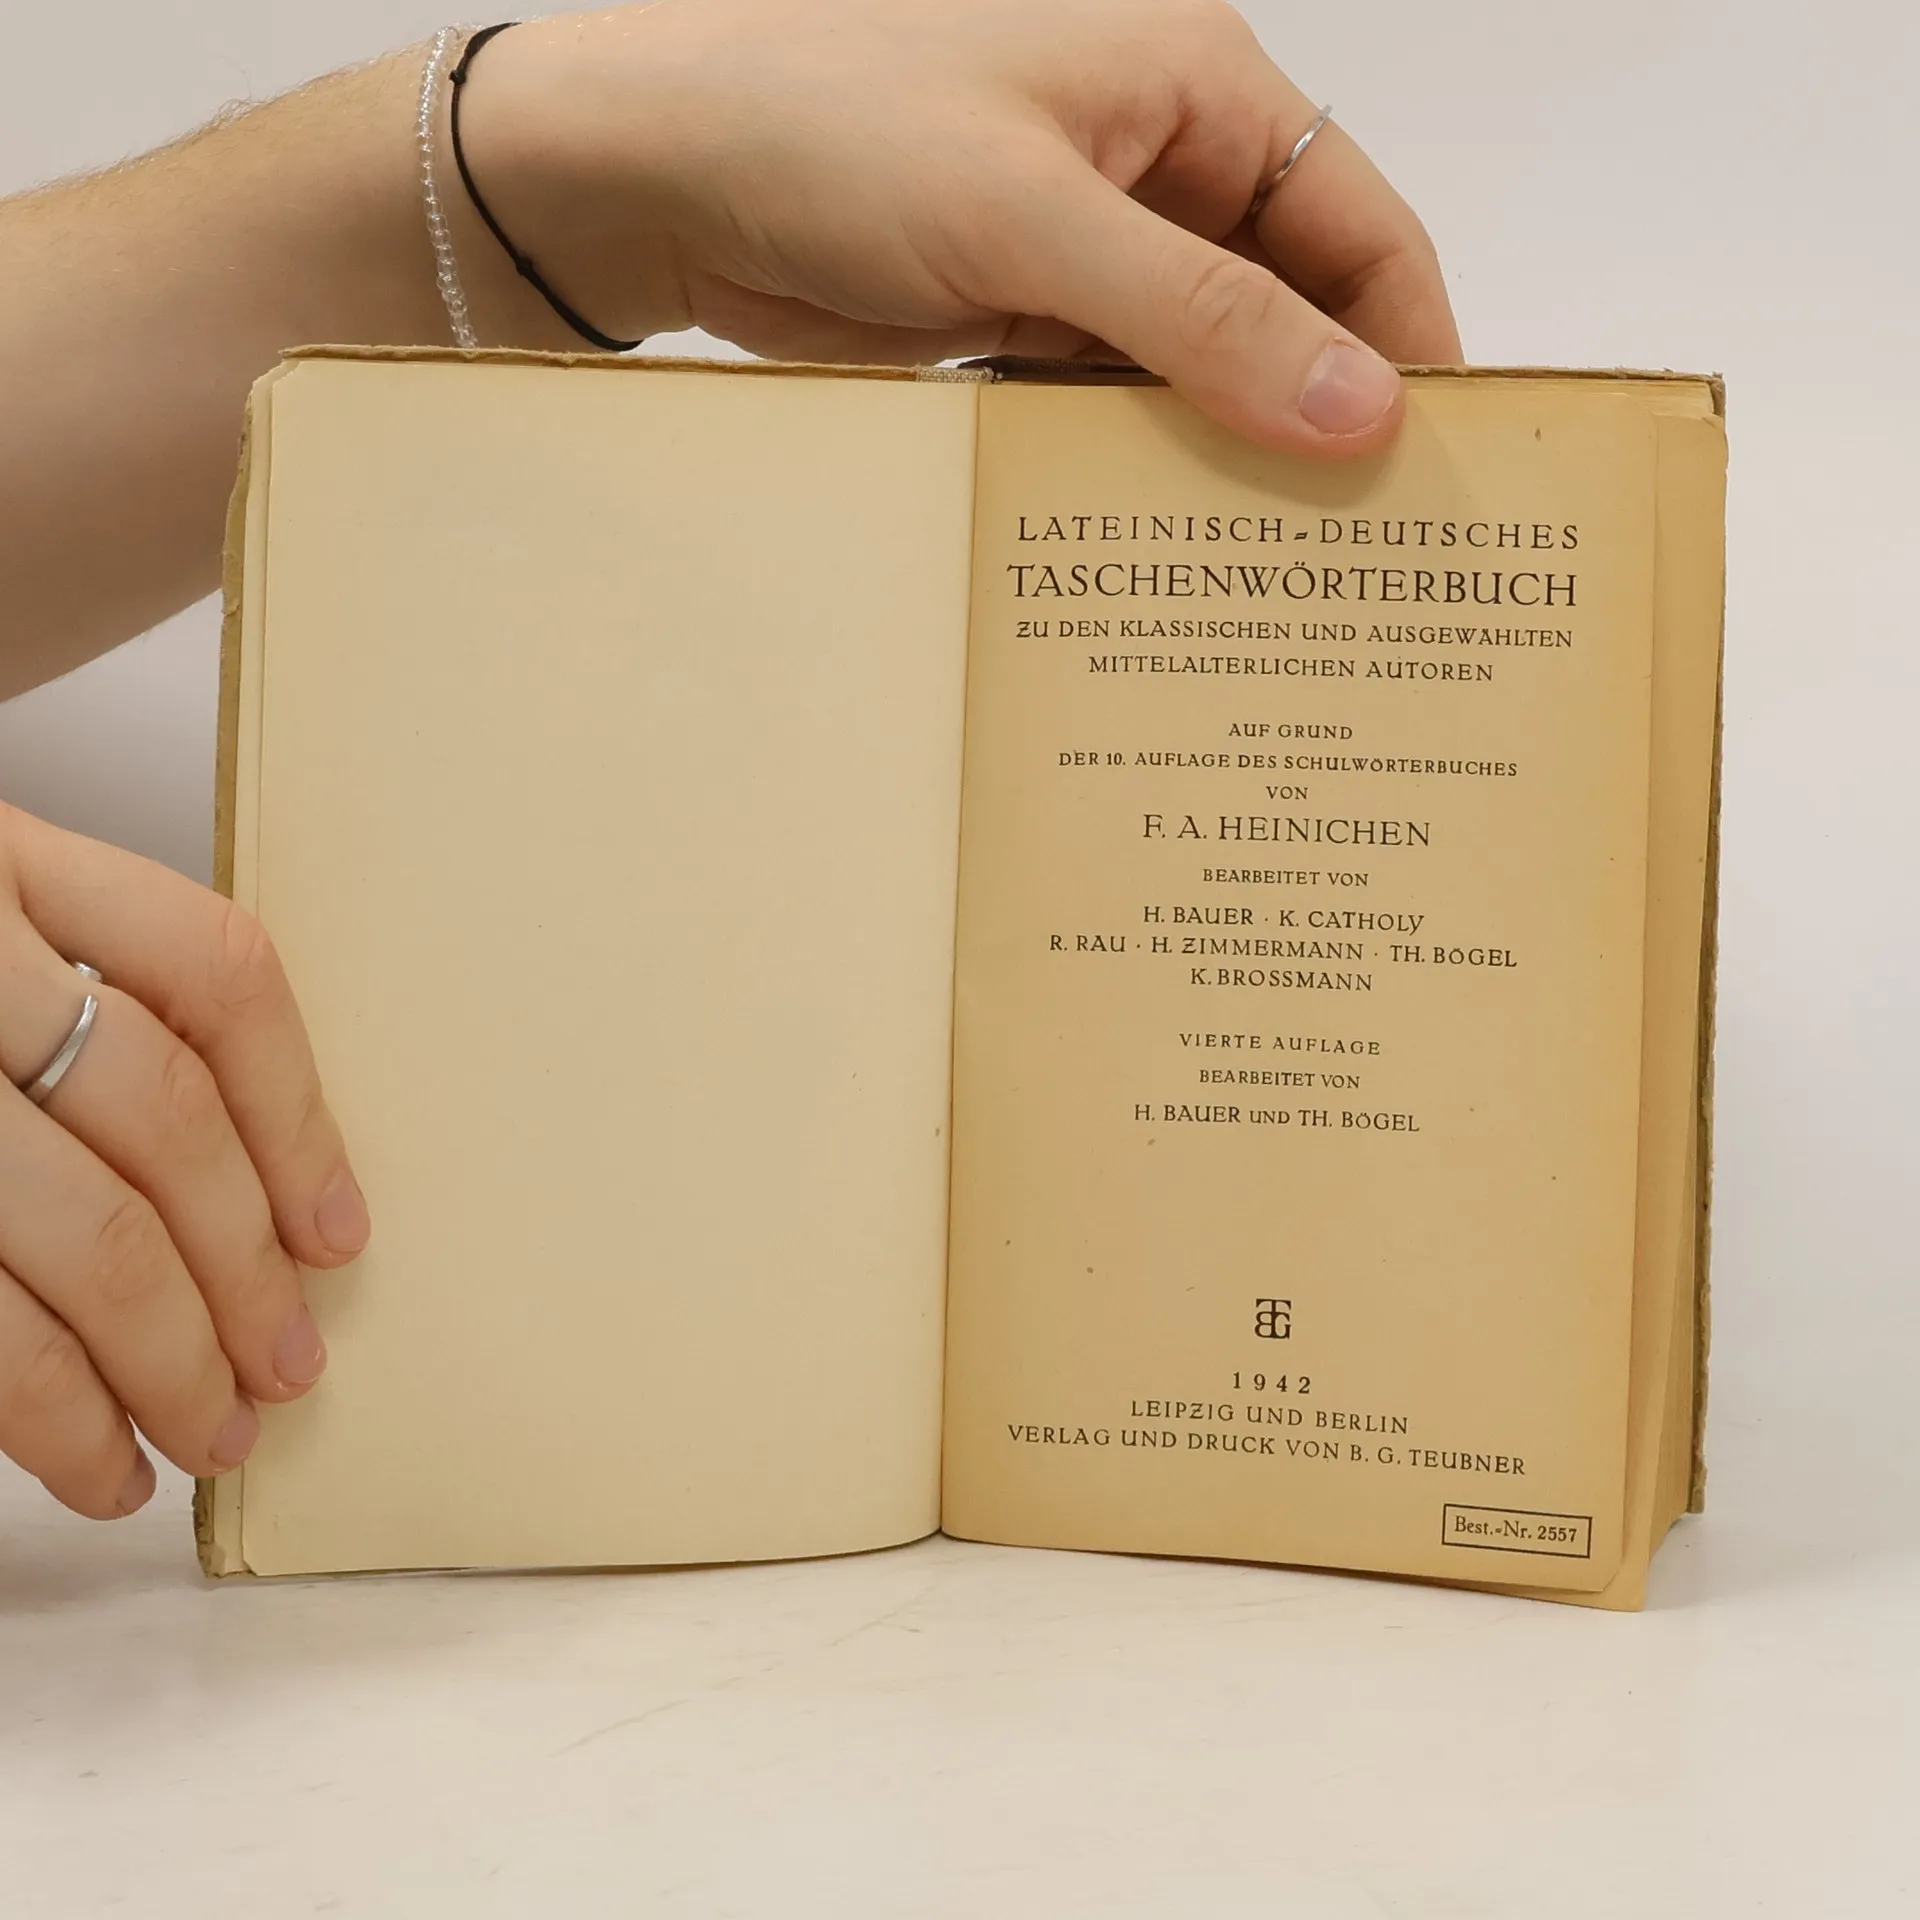 LATEINISCH=DEUTSCHES
TASCHENWÖRTERBUCH
ZU DEN KLASSISCHEN UND AUSGEWÄHLTEN
MITTELALTERLICHEN AUTOREN
AUF GRUND
DER 10. AUFLAGE DES SCHULWÖRTERBUCHES
VON
F. A. HEINICHEN
BEARBEITET VON
H. BAUER · K. CATHOLY
R. RAU · H. ZIMMERMANN · TH. BÖGEL
K. BROSSMANN
VIERTE AUFLAGE
BEARBEITET VON
H. BAUER UND TH. BÖGEL
BTG
1942
LEIPZIG UND BERLIN
VERLAG UND DRUCK VON B. G. TEUBNER
Best.=Nr. 2557